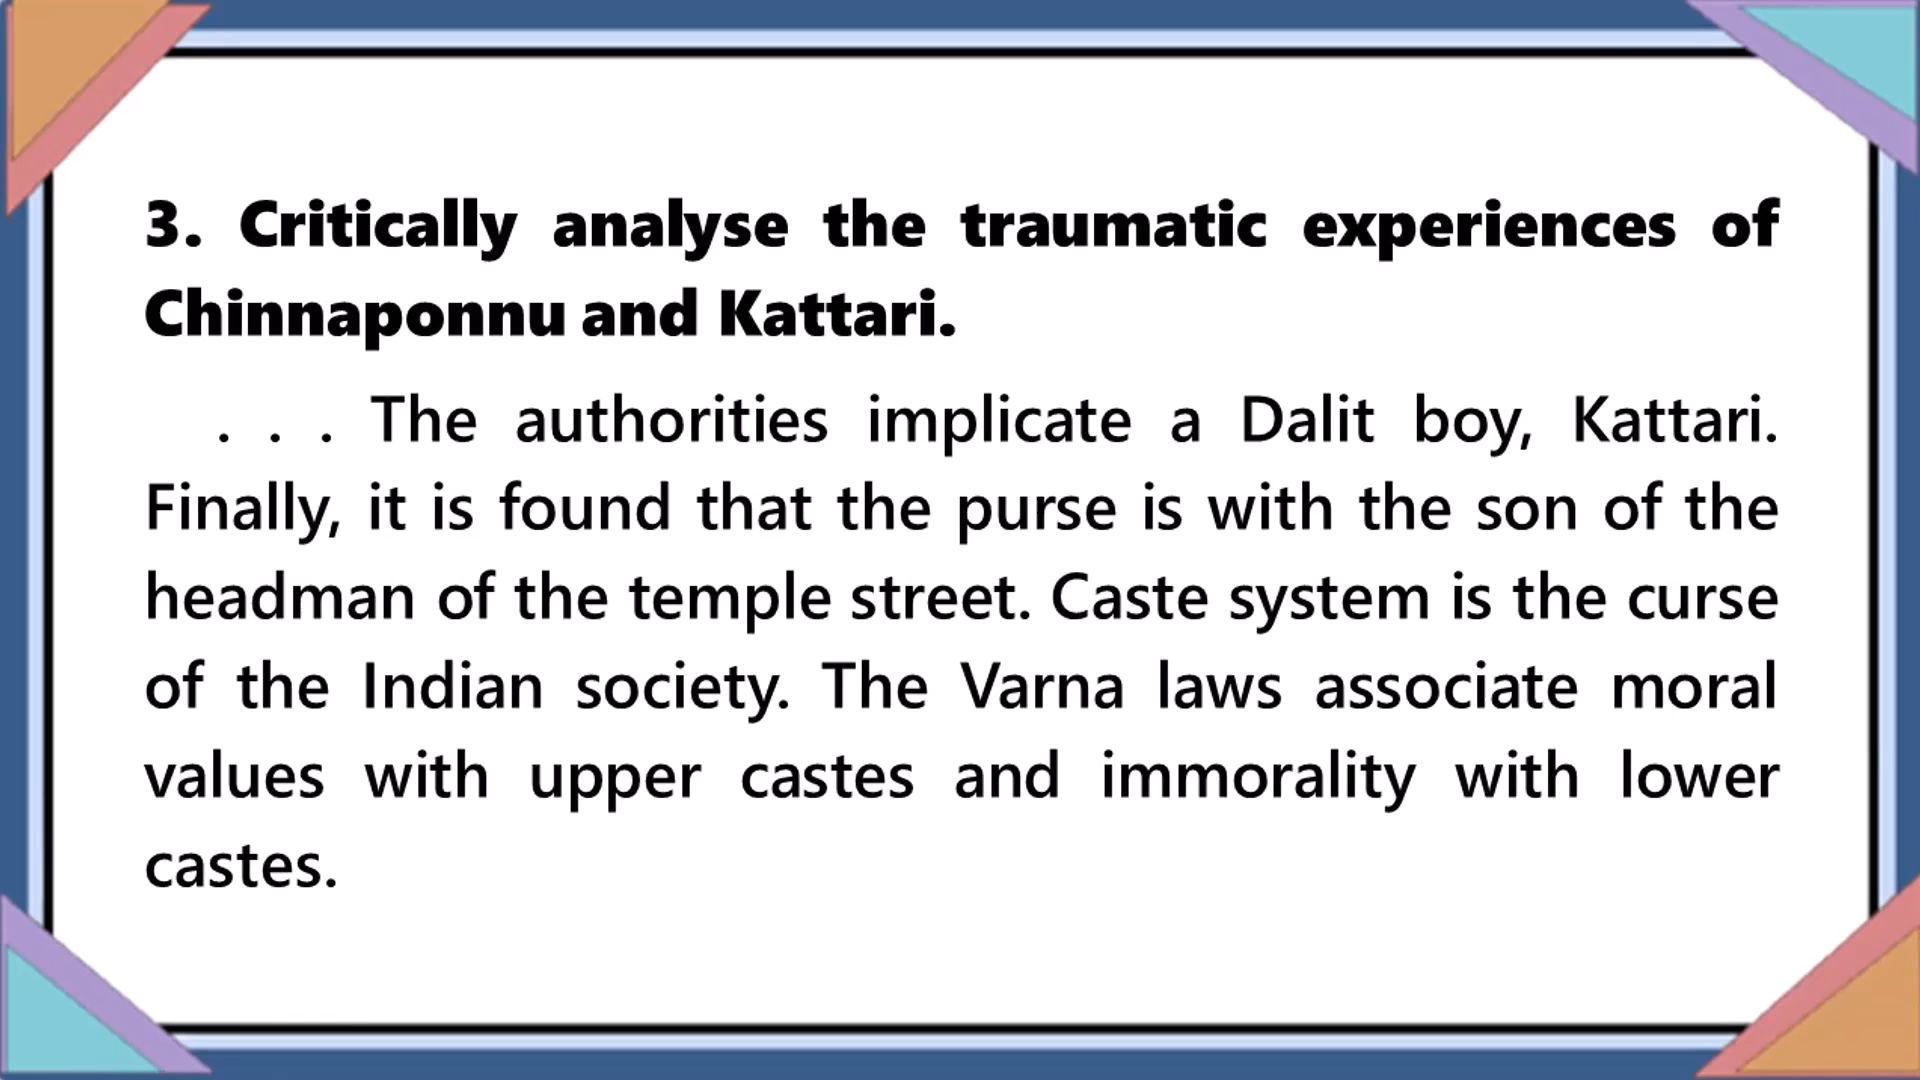 3. Critically analyse the traumatic experiences of
Chinnaponnu and Kattari.
. . . The authorities implicate a Dalit boy, Kattari.
Finally, it is found that the purse is with the son of the
headman of the temple street. Caste system is the curse
of the Indian society. The Varna laws associate moral
values with upper castes and immorality with lower
castes.